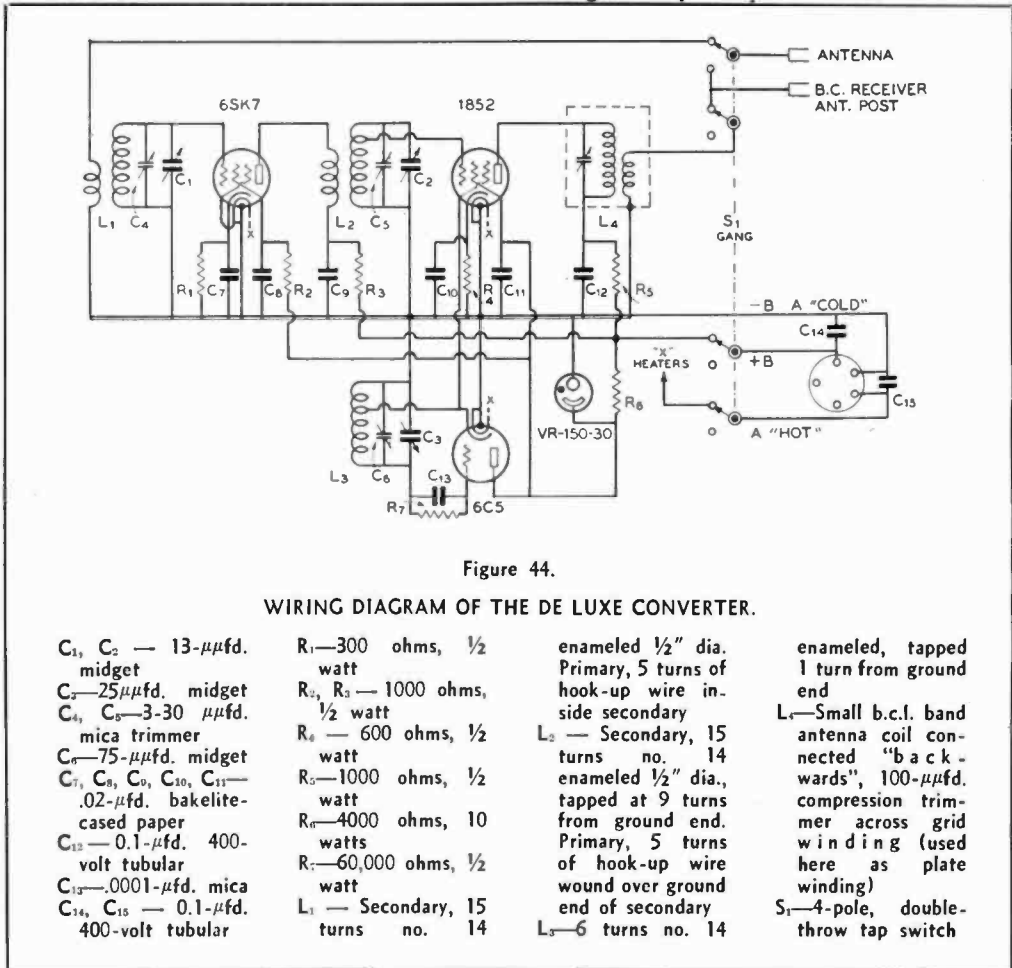 ANTENNA
B.C. RECEIVER
ANT. POST
6SK7
1852
C₁
C₂
L₁
C₄
L₂
C₅
L₄
S₁
GANG
X
X
R₁
C₇
C₈
R₂
C₉
R₃
C₁₀
R
4
C₁₁
C₁₂
R₅
-B
A "COLD"
C₁₄
"X"
HEATERS
+B
C₁₅
VR-150-30
R₆
A "HOT"
X
C₃
L₃
C₆
C₁₃
R₇
6C5
Figure 44.
WIRING DIAGRAM OF THE DE LUXE CONVERTER.
C₁, C₂ — 13-μμfd.
midget
C₃—25μμfd. midget
C₄, C₅—3-30 μμfd.
mica trimmer
C₆—75-μμfd. midget
C₇, C₈, C₉, C₁₀, C₁₁—
.02-μfd. bakelite-
cased paper
C₁₂ — 0.1-μfd. 400-
volt tubular
C₁₃—.0001-μfd. mica
C₁₄, C₁₅ — 0.1-μfd.
400-volt tubular
R₁—300 ohms, ½
watt
R₂, R₃ — 1000 ohms,
½ watt
R₄ — 600 ohms, ½
watt
R₅—1000 ohms, ½
watt
R₆—4000 ohms, 10
watts
R₇—60,000 ohms, ½
watt
L₁ — Secondary, 15
turns no. 14
enameled ½" dia.
Primary, 5 turns of
hook-up wire in-
side secondary
L₂ — Secondary, 15
turns no. 14
enameled ½" dia.,
tapped at 9 turns
from ground end.
Primary, 5 turns
of hook-up wire
wound over ground
end of secondary
L₃—6 turns no. 14
enameled, tapped
1 turn from ground
end
L₄—Small b.c.l. band
antenna coil con-
nected "back-
wards", 100-μμfd.
compression trim-
mer across grid
winding (used
here as plate
winding)
S₁—4-pole, double-
throw tap switch